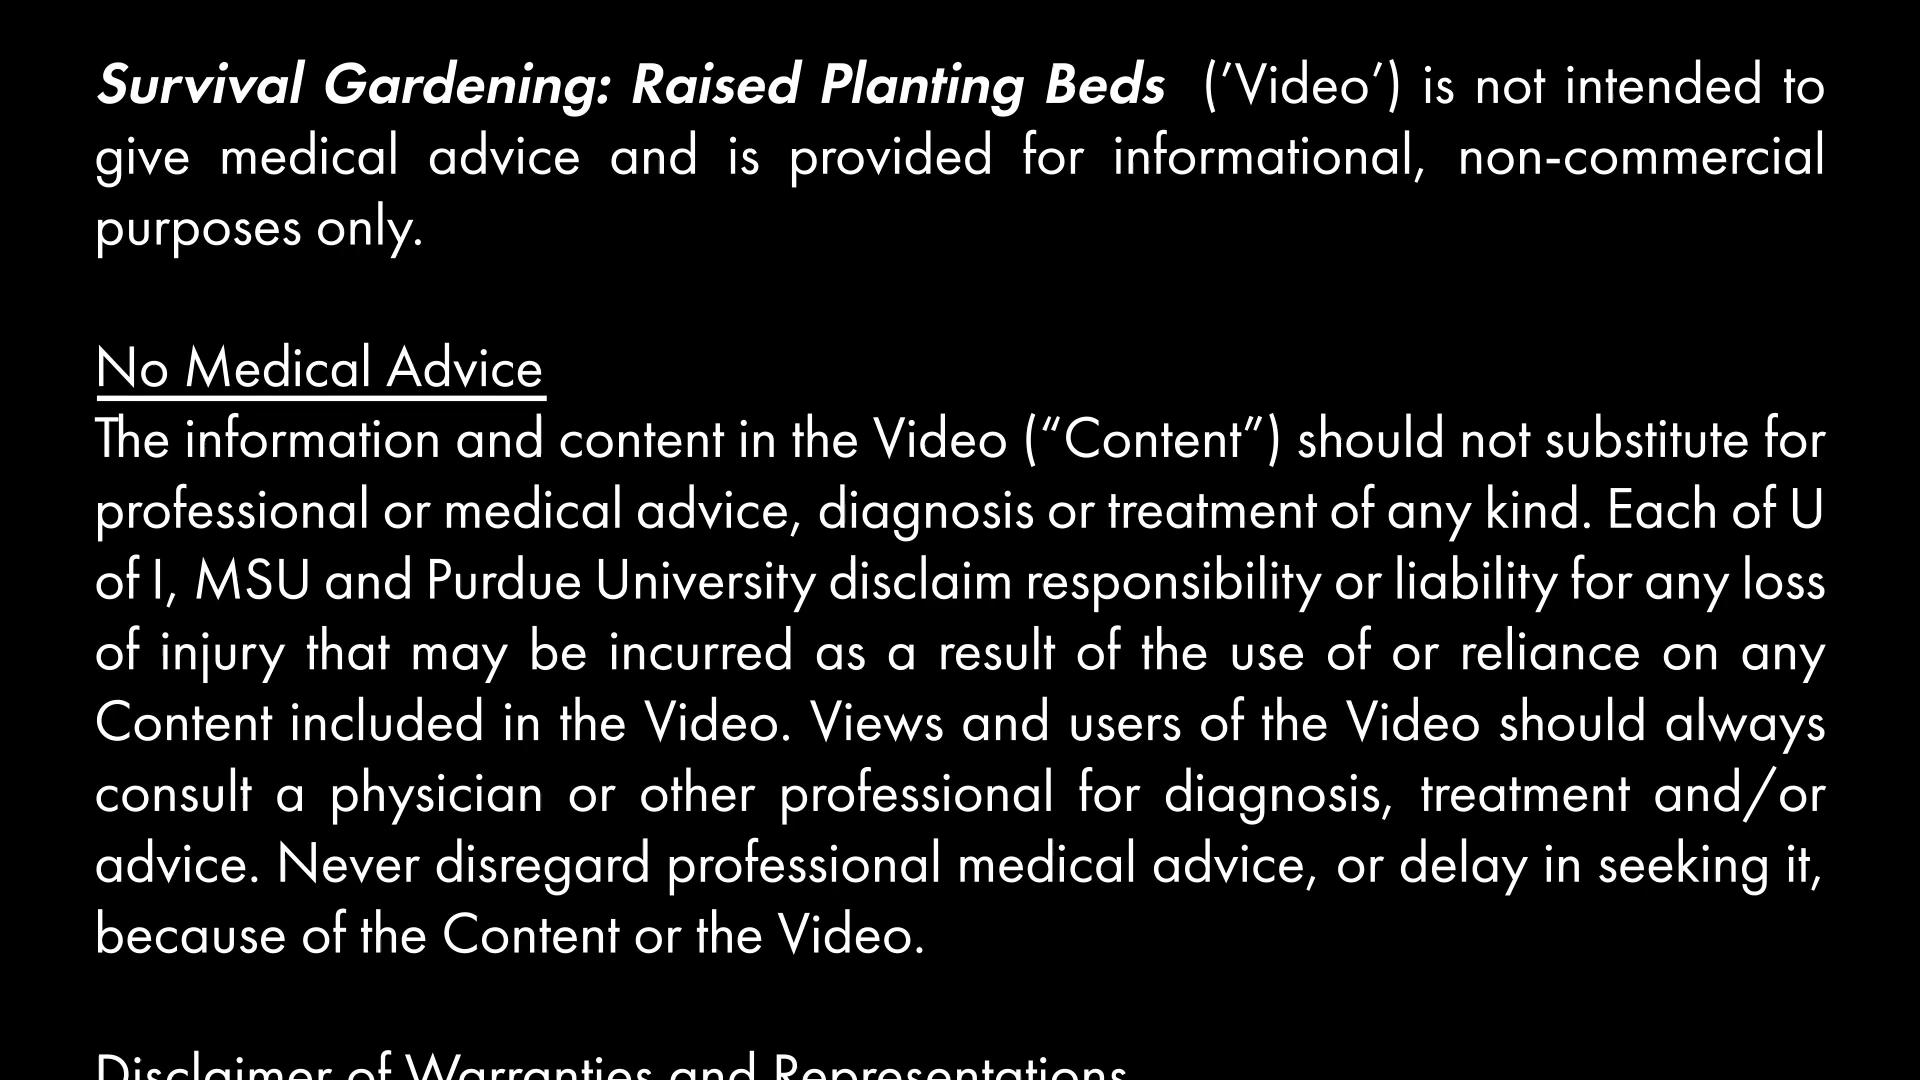 Survival Gardening: Raised Planting Beds (’Video’) is not intended to
give medical advice and is provided for informational, non-commercial
purposes only.
No Medical Advice
The information and content in the Video (“Content”) should not substitute for
professional or medical advice, diagnosis or treatment of any kind. Each of U
of I, MSU and Purdue University disclaim responsibility or liability for any loss
of injury that may be incurred as a result of the use of or reliance on any
Content included in the Video. Views and users of the Video should always
consult a physician or other professional for diagnosis, treatment and/or
advice. Never disregard professional medical advice, or delay in seeking it,
because of the Content or the Video.
Disclaimer of Warranties and Representations